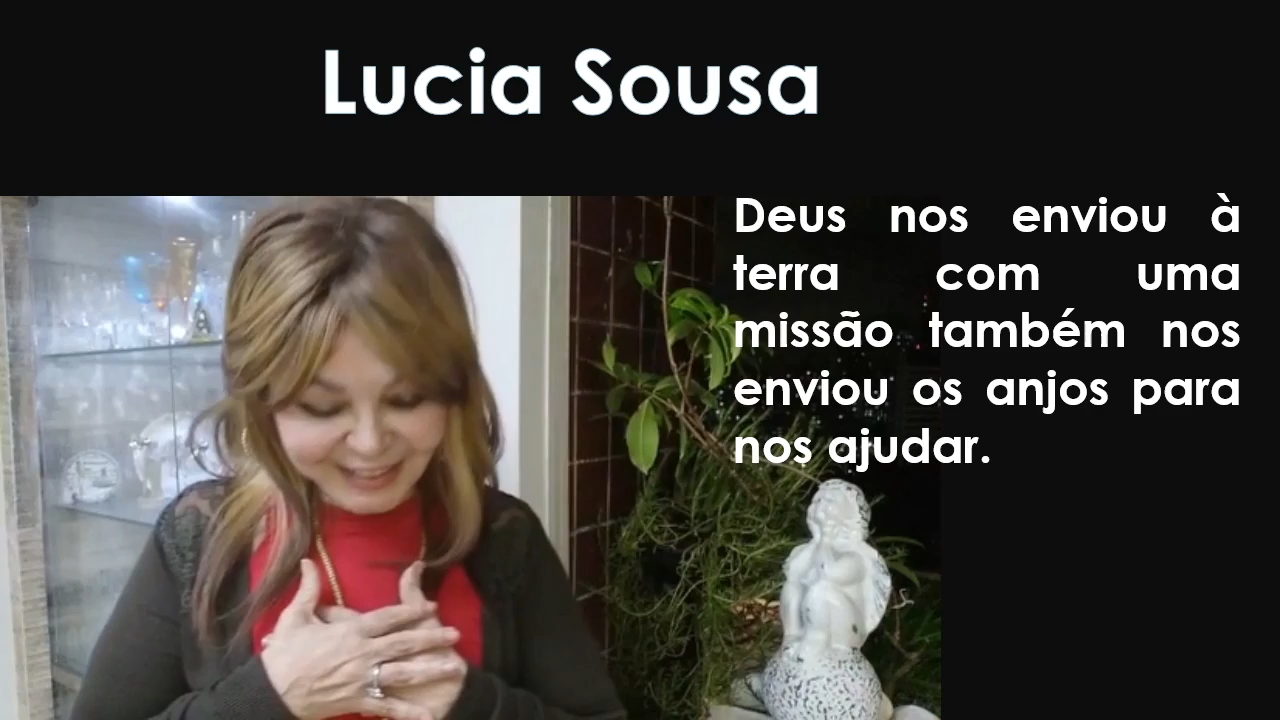 Lucia Sousa
Deus nos enviou à
terra com uma
missão também nos
enviou os anjos para
nos ajudar.